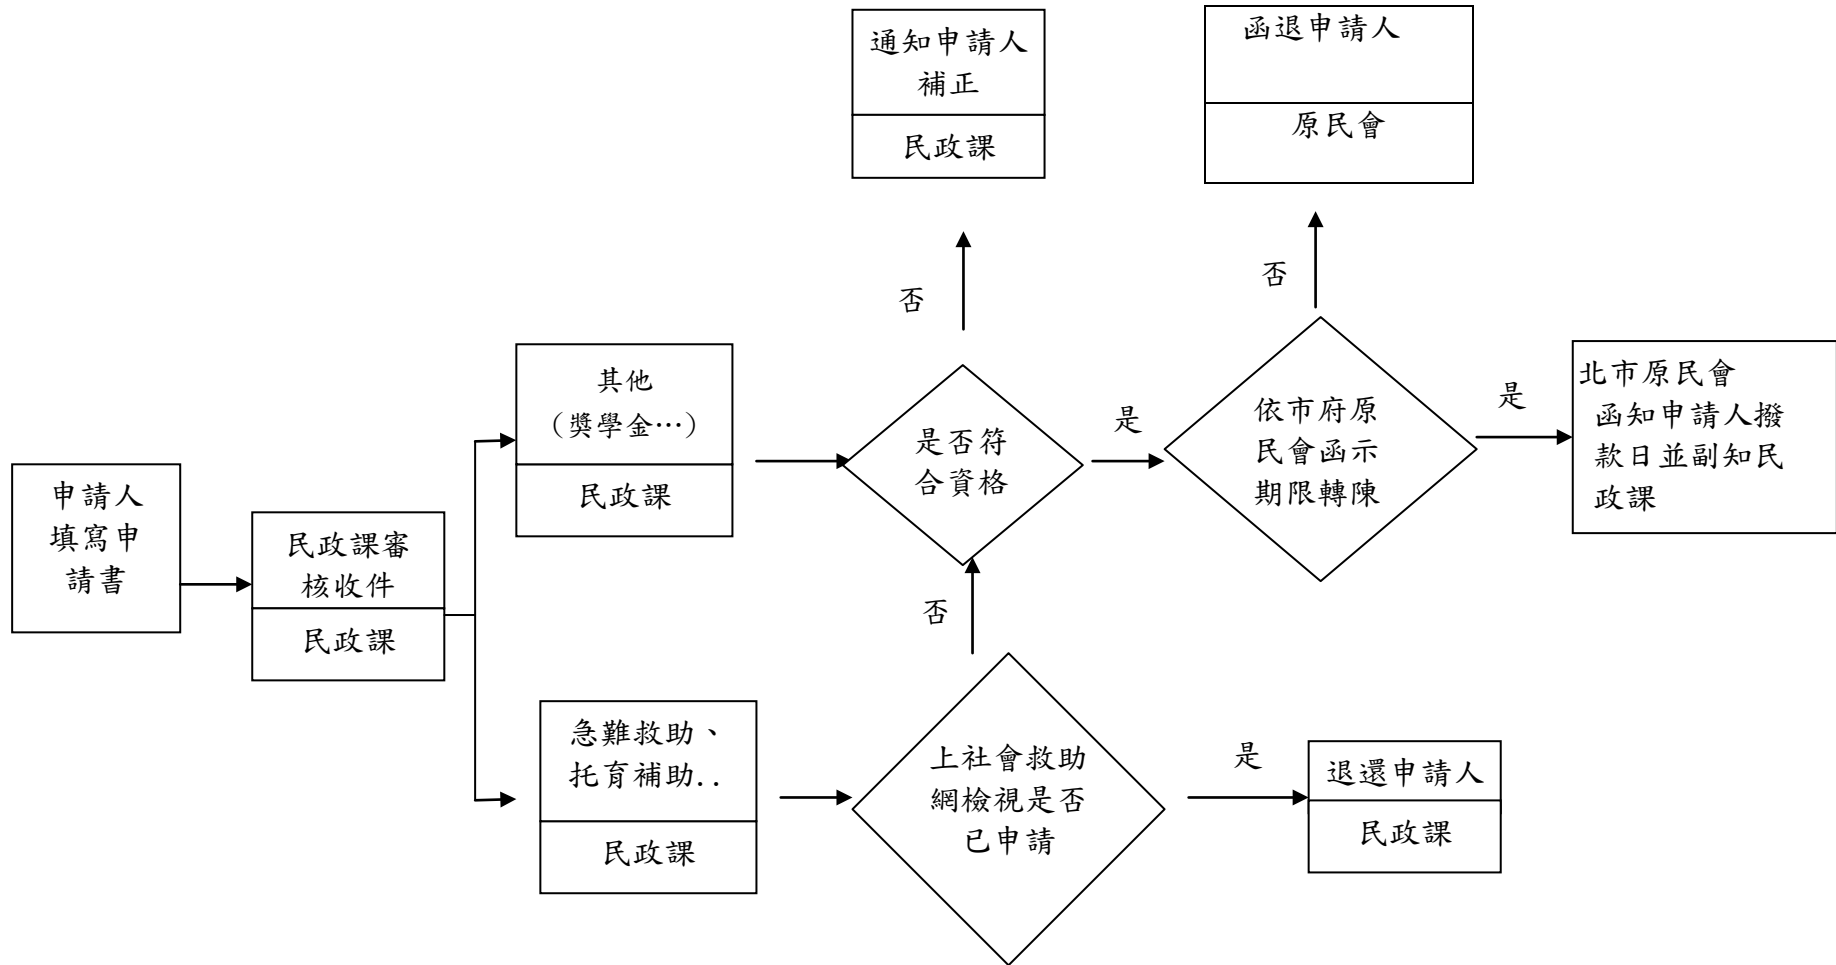 通知申請人
補正
民政課
函退申請人
原民會
否
否
其他
（獎學金…）
民政課
是否符
合資格
是
依市府原
民會函示
期限轉陳
是
北市原民會
函知申請人撥
款日並副知民
政課
申請人
填寫申
請書
民政課審
核收件
民政課
否
急難救助、
托育補助..
民政課
上社會救助
網檢視是否
已申請
是
退還申請人
民政課